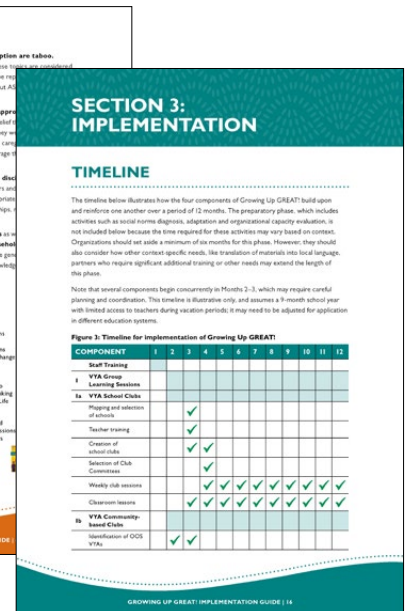 ption are taboo.
SECTION 3:
IMPLEMENTATION
TIMELINE
The timeline below illustrates how the four components of Growing Up GREAT! build upon
and reinforce one another over a period of 12 months. The preparatory phase, which includes
activities such as social norms diagnosis, adaptation and organizational capacity evaluation, is
not included below because the time required for these activities may vary based on context.
Organizations should set aside a minimum of six months for this phase. However, they should
also consider how other context-specific needs, like translation of materials into local language,
partners who require significant additional training or other needs may extend the length of
this phase.
Note that several components begin concurrently in Months 2–3, which may require careful
planning and coordination. This timeline is illustrative only, and assumes a 9-month school year
with limited access to teachers during vacation periods; it may need to be adjusted for application
in different education systems.
Figure 3: Timeline for implementation of Growing Up GREAT!
COMPONENT 1 2 3 4 5 6 7 8 9 10 11 12
Staff Training
1 VYA Group
Learning Sessions
1a VYA School Clubs
Mapping and selection
of schools
Teacher training
Creation of
school clubs
Selection of Club
Committees
Weekly club sessions
Classroom lessons
1b VYA Community-
based Clubs
Identification of OOS
VYAs
GROWING UP GREAT! IMPLEMENTATION GUIDE | 16